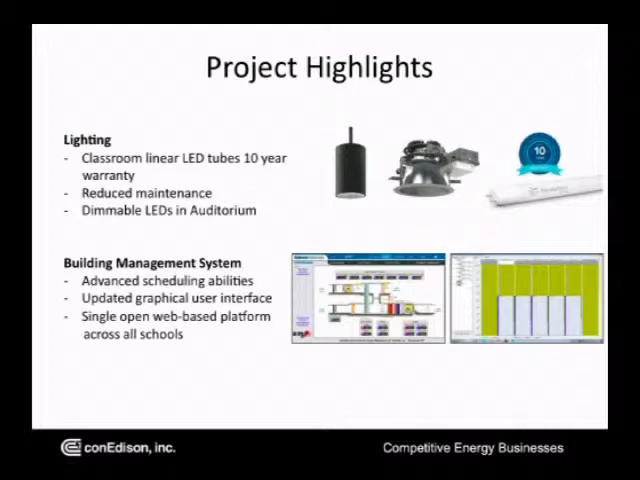 Project Highlights
Lighting
- Classroom linear LED tubes 10 year
warranty
- Reduced maintenance
- Dimmable LEDs in Auditorium
10
Building Management System
- Advanced scheduling abilities
- Updated graphical user interface
- Single open web-based platform
across all schools
conEdison, inc.
Competitive Energy Businesses